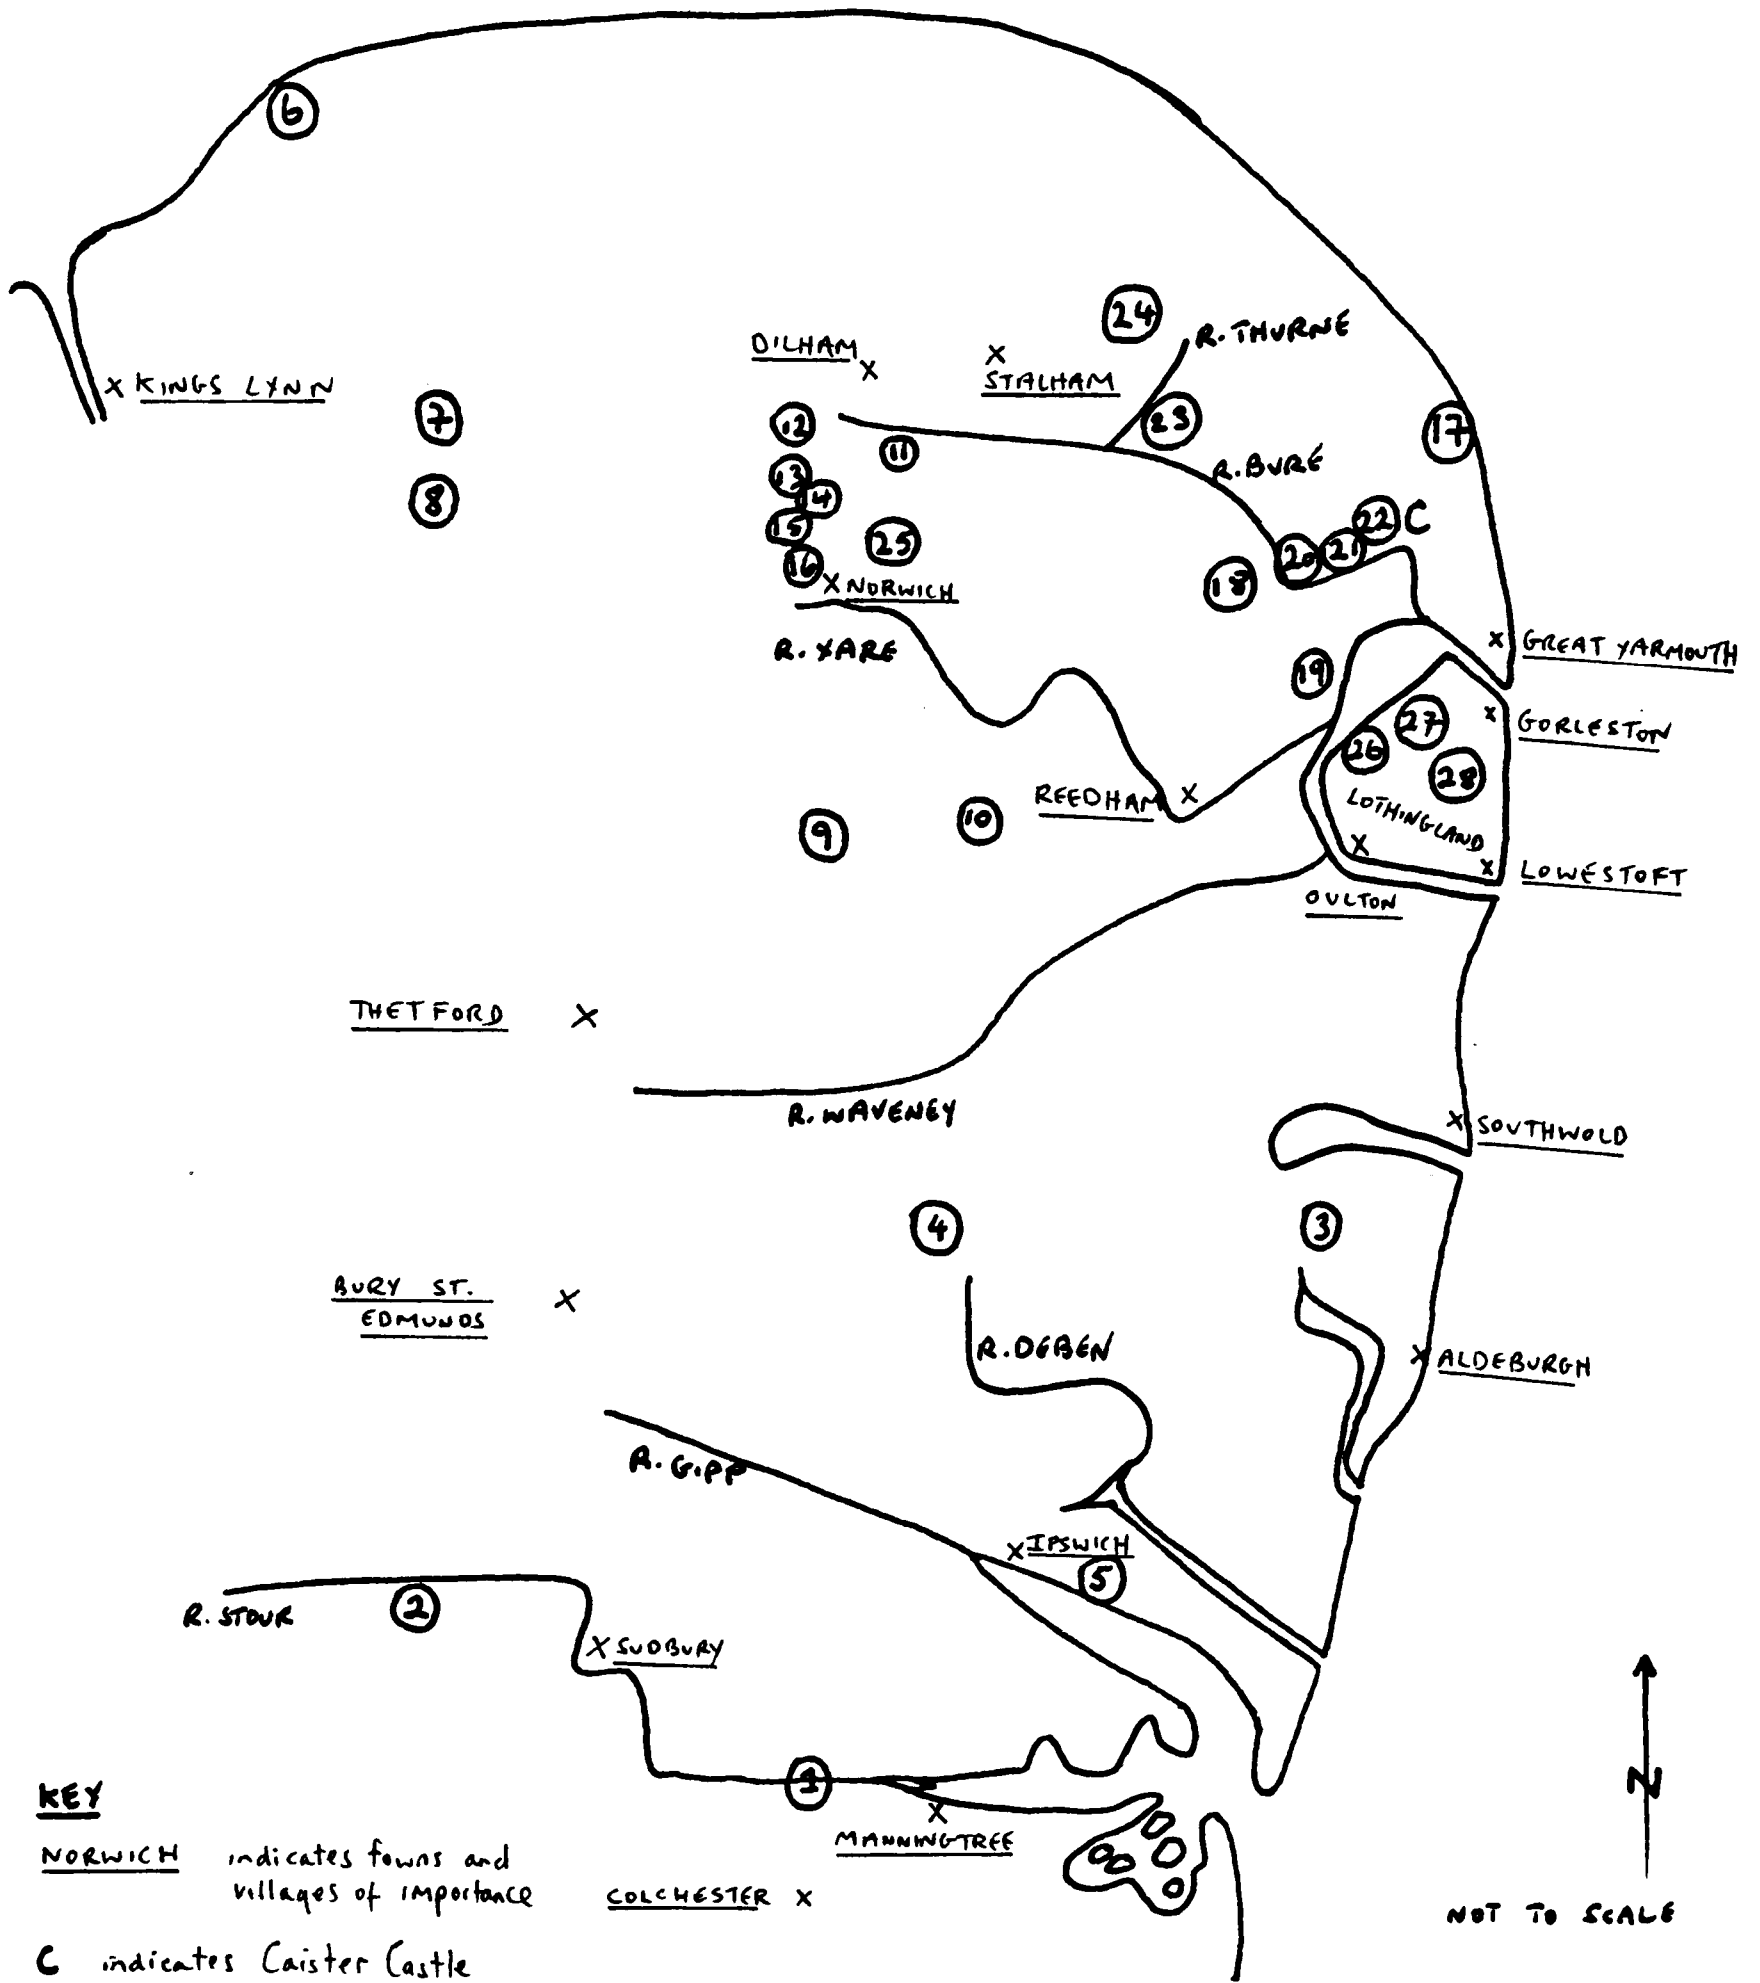 6
24
R. THURNE
DILHAM
STALHAM
KINGS LYNN
7
12
11
23
17
R. BURE
8
13
14
15
16
25
22 C
21
20
18
NORWICH
R. YARE
GREAT YARMOUTH
19
27
GORLESTON
26
28
LOTHINGLAND
REEDHAM
9
10
LOWESTOFT
OULTON
THETFORD
R. WAVENEY
SOUTHWOLD
4
3
BURY ST.
EDMUNDS
R. DEBEN
ALDEBURGH
R. GIPP
IPSWICH
5
R. STOUR
2
SUDBURY
1
MANNINGTREE
COLCHESTER
N
NOT TO SCALE
KEY
NORWICH indicates towns and
villages of importance
C indicates Caister Castle